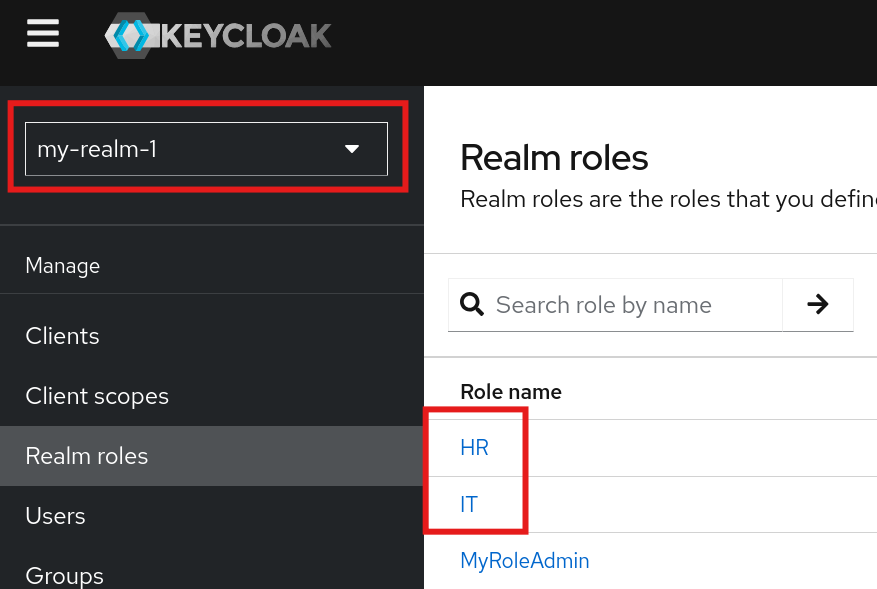 KEYCLOAK
my-realm-1
Manage
Clients
Client scopes
Realm roles
Users
Groups
Realm roles
Realm roles are the roles that you defin
Search role by name
Role name
HR
IT
MyRoleAdmin